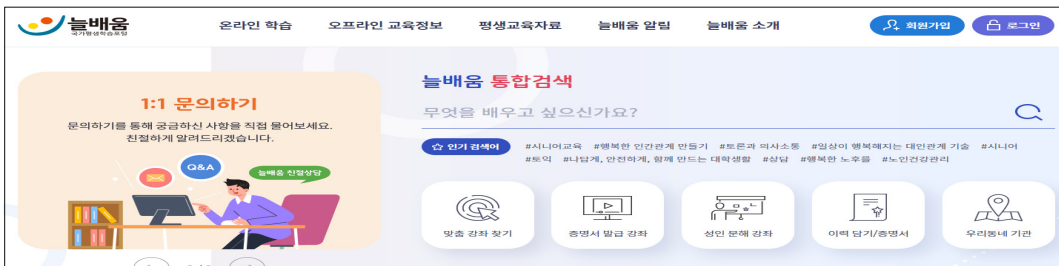 늘배움
국가평생학습포털
온라인 학습 오프라인 교육정보 평생교육자료 늘배움 알림 늘배움 소개
회원가입 로그인
늘배움 통합검색
무엇을 배우고 싶으신가요?
인기 검색어 #시니어교육 #행복한 인간관계 만들기 #토론과 의사소통 #일상이 행복해지는 대인관계 기술 #시니어
#토익 #나답게, 안전하게, 함께 만드는 대학생활 #상담 #행복한 노후를 #노인건강관리
맞춤 강좌 찾기 증명서 발급 강좌 성인 문해 강좌 이력 담기/증명서 우리동네 기관
1:1 문의하기
문의하기를 통해 궁금하신 사항을 직접 물어보세요.
친절하게 알려드리겠습니다.
Q&A
늘배움 친절상담